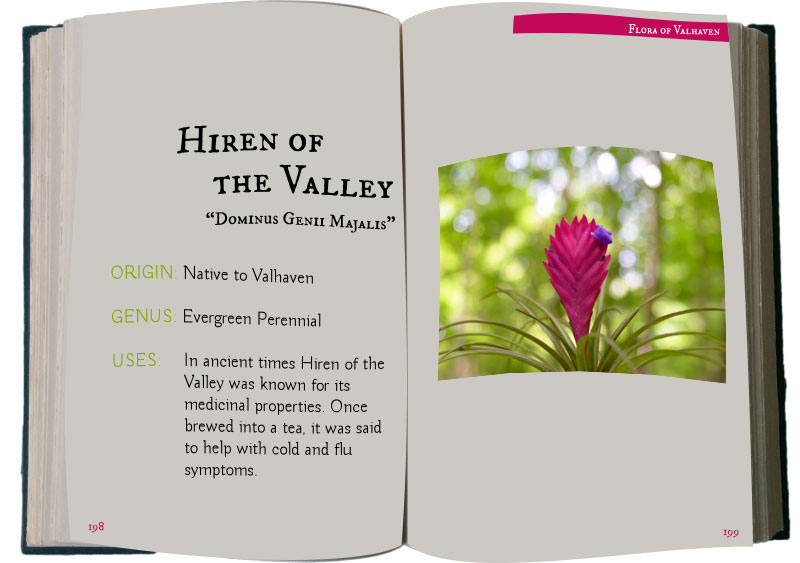 Hiren of
the Valley
“Dominus Genii Majalis”
ORIGIN: Native to Valhaven
GENUS: Evergreen Perennial
USES: In ancient times Hiren of the
Valley was known for its
medicinal properties. Once
brewed into a tea, it was said
to help with cold and flu
symptoms.
198
Flora of Valhaven
199